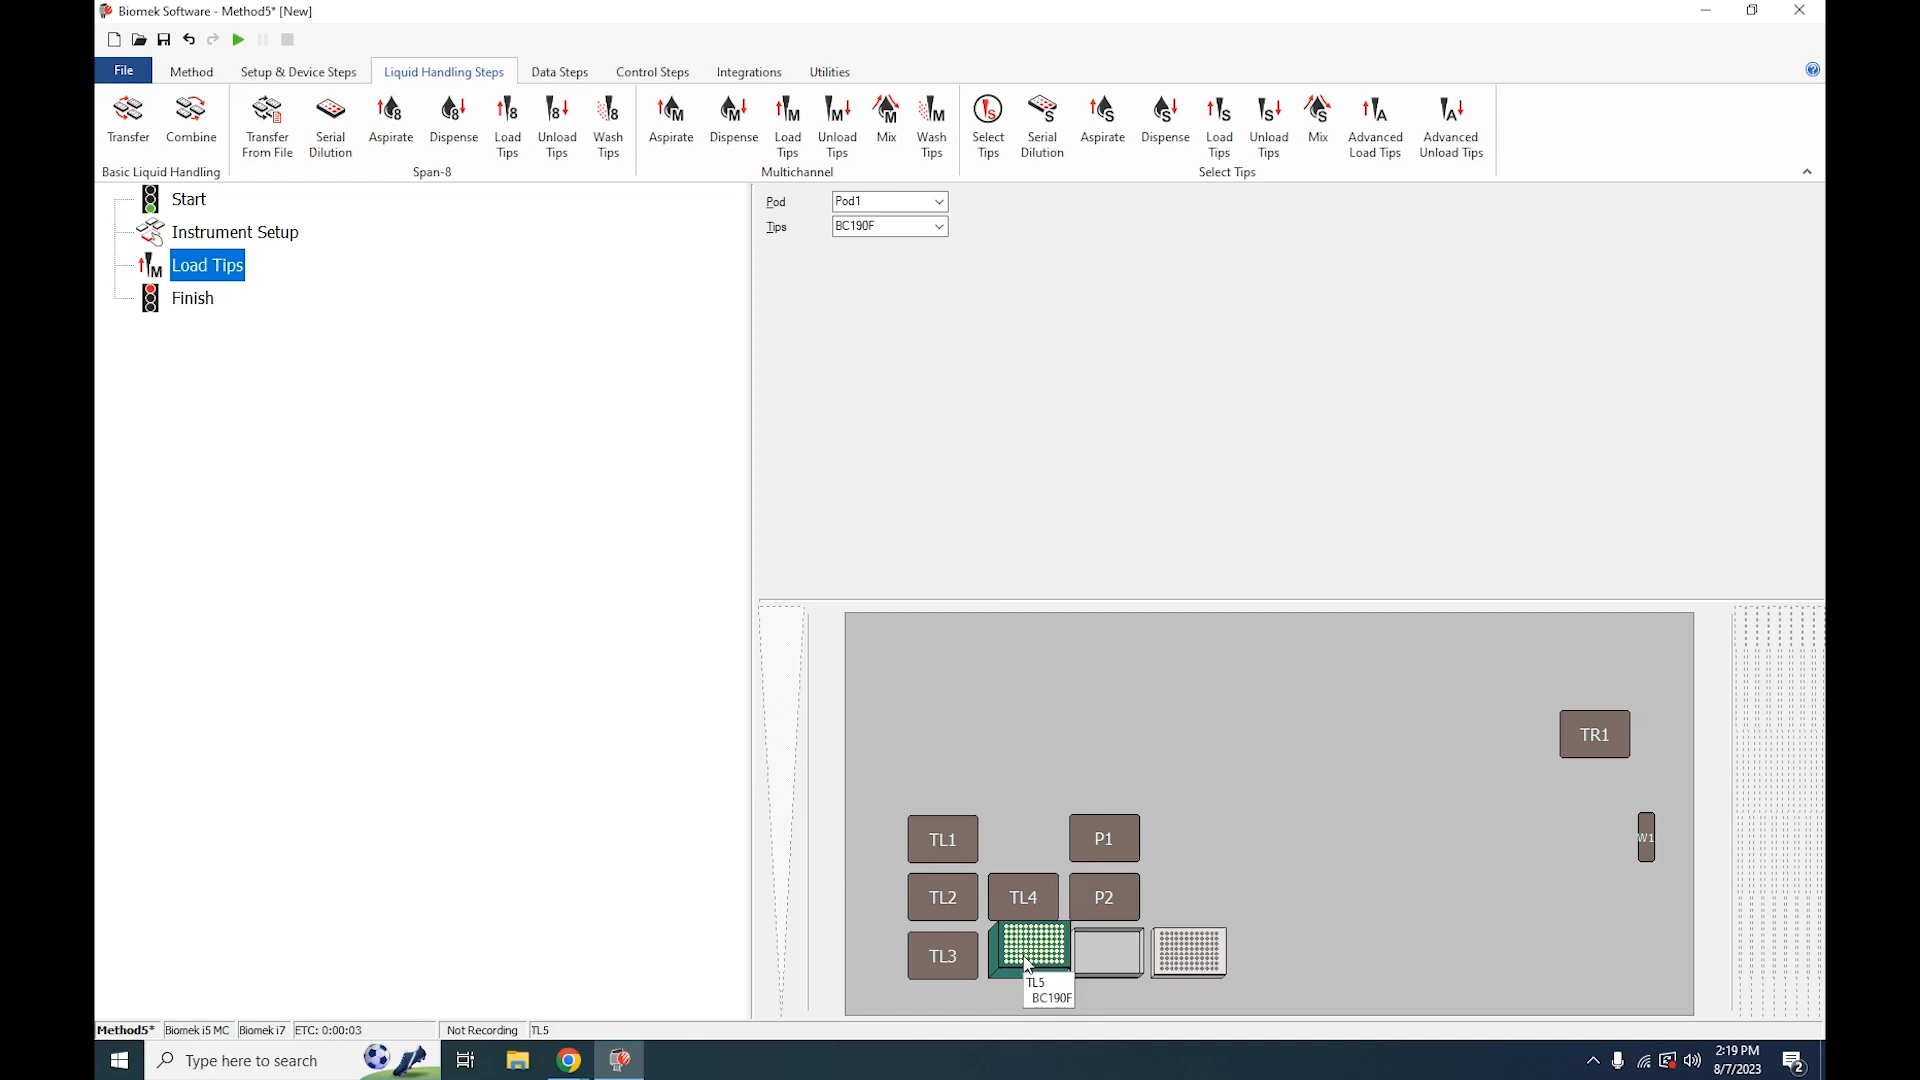 Biomek Software - Method5* [New]
File
Method
Setup & Device Steps
Liquid Handling Steps
Data Steps
Control Steps
Integrations
Utilities
Transfer
Combine
Transfer From File
Serial Dilution
Aspirate
Dispense
Load Tips
Unload Tips
Wash Tips
Aspirate
Dispense
Load Tips
Unload Tips
Mix
Wash Tips
Select Tips
Serial Dilution
Aspirate
Dispense
Load Tips
Unload Tips
Mix
Advanced Load Tips
Advanced Unload Tips
Basic Liquid Handling
Span-8
Multichannel
Select Tips
Start
Instrument Setup
Load Tips
Finish
Pod
Pod1
Tips
BC190F
TR1
W1
TL1
P1
TL2
TL4
P2
TL3
TL5
BC190F
Method5*
Biomek i5 MC
Biomek i7
ETC: 0:00:03
Not Recording
TL5
Type here to search
2:19 PM
8/7/2023
2